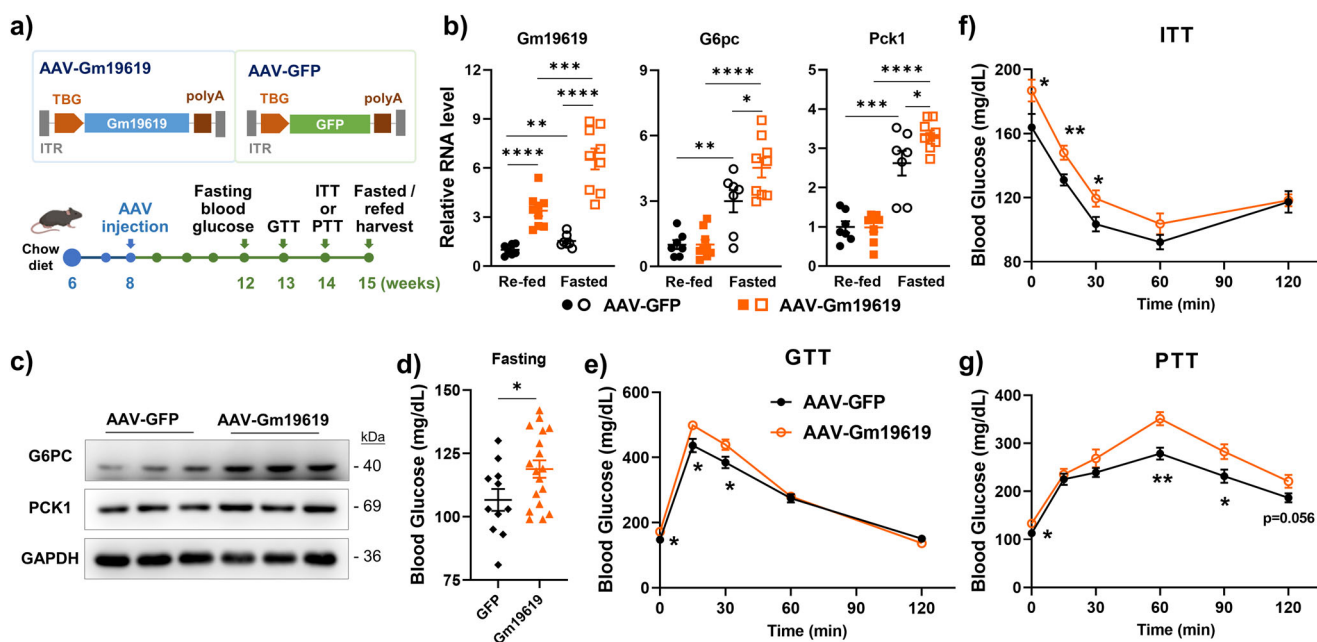 a)
AAV-Gm19619
TBG
polyA
Gm19619
ITR
AAV-GFP
TBG
polyA
GFP
ITR
Chow
diet
AAV
injection
Fasting
blood
glucose
GTT
ITT
or
PTT
Fasted /
refed
harvest
6 8 12 13 14 15 (weeks)
b)
Gm19619
Relative RNA level
12
9
6
3
0
****
**
****
***
Re-fed Fasted
G6pc
9
6
3
0
**
*
****
Re-fed Fasted
Pck1
5
4
3
2
1
0
***
*
****
Re-fed Fasted
AAV-GFP
AAV-Gm19619
c)
AAV-GFP AAV-Gm19619
kDa
G6PC - 40
PCK1 - 69
GAPDH - 36
d)
Fasting
Blood Glucose (mg/dL)
150
125
100
75
*
GFP
Gm19619
e)
GTT
Blood Glucose (mg/dL)
600
400
200
0
AAV-GFP
AAV-Gm19619
*
*
*
0 30 60 90 120
Time (min)
f)
ITT
Blood Glucose (mg/dL)
200
160
120
80
*
**
*
0 30 60 90 120
Time (min)
g)
PTT
Blood Glucose (mg/dL)
400
300
200
100
0
*
**
*
p=0.056
0 30 60 90 120
Time (min)